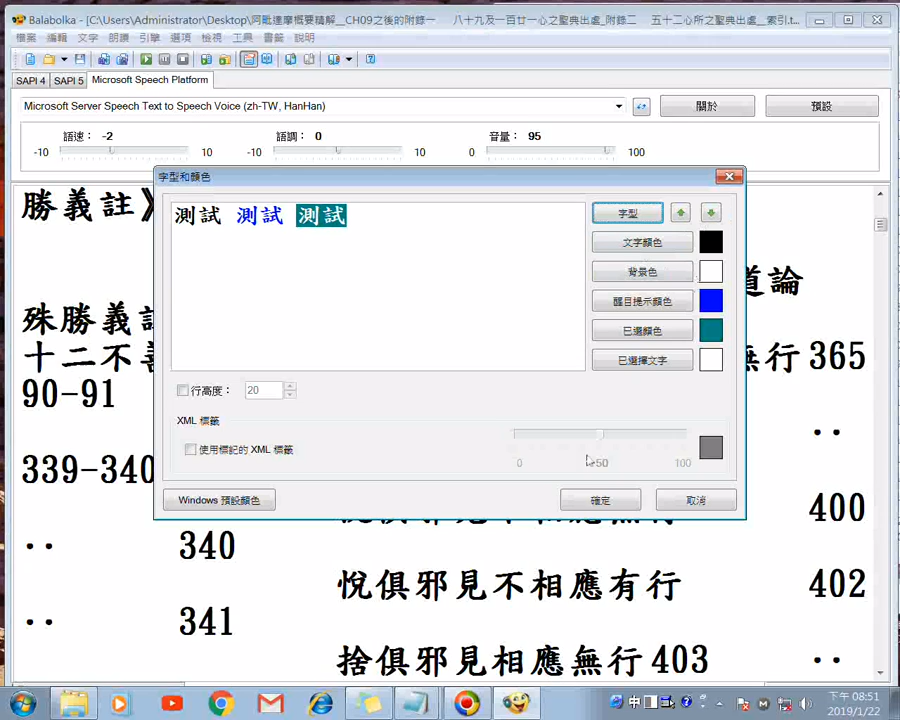 Balabolka - [C:\Users\Administrator\Desktop\阿毗達摩概要精解__CH09之後的附錄一　八十九及一百廿一心之聖典出處_附錄二　五十二心所之聖典出處__索引.t...
檔案 編輯 文字 朗讀 引擎 選項 檢視 工具 書籤 說明
SAPI 4 SAPI 5 Microsoft Speech Platform
Microsoft Server Speech Text to Speech Voice (zh-TW, HanHan) 關於 預設
語速： -2 語調： 0 音量： 95
-10 10 -10 10 0 100
字型和顏色
勝義註》
測試 測試 測試 字型
文字顏色
背景色
道論
醒目提示顏色
殊勝義註
已選顏色
十二不善 無行 365
已選擇文字
90-91
行高度： 20
XML 標籤
..
使用標記的 XML 標籤
0 50 100
339-340
Windows 預設顏色 確定 取消
400
.. 340
悅俱邪見不相應有行 402
.. 341
捨俱邪見相應無行403 ..
中
下午 08:51
2019/1/22